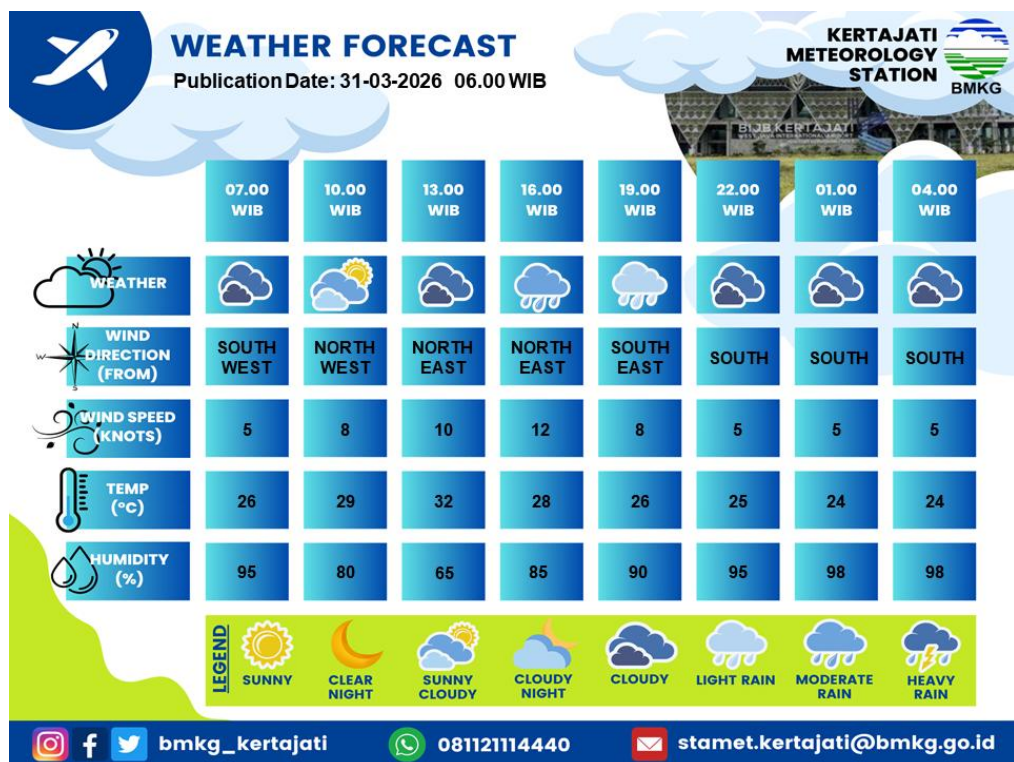 WEATHER FORECAST
Publication Date: 31-03-2026 06.00 WIB
KERTAJATI
METEOROLOGY
STATION
BMKG
BIJB KERTAJATI
WEST JAVA INTERNATIONAL AIRPORT
07.00 10.00 13.00 16.00 19.00 22.00 01.00 04.00
WIB WIB WIB WIB WIB WIB WIB WIB
WEATHER
N
W
S
WIND
DIRECTION
(FROM)
SOUTH NORTH NORTH NORTH SOUTH SOUTH SOUTH SOUTH
WEST WEST EAST EAST EAST
WIND SPEED
(KNOTS)
5 8 10 12 8 5 5 5
TEMP
(°C)
26 29 32 28 26 25 24 24
HUMIDITY
(%)
95 80 65 85 90 95 98 98
LEGEND
SUNNY
CLEAR
NIGHT
SUNNY
CLOUDY
CLOUDY
NIGHT
CLOUDY
LIGHT RAIN
MODERATE
RAIN
HEAVY
RAIN
bmkg_kertajati
081121114440
stamet.kertajati@bmkg.go.id